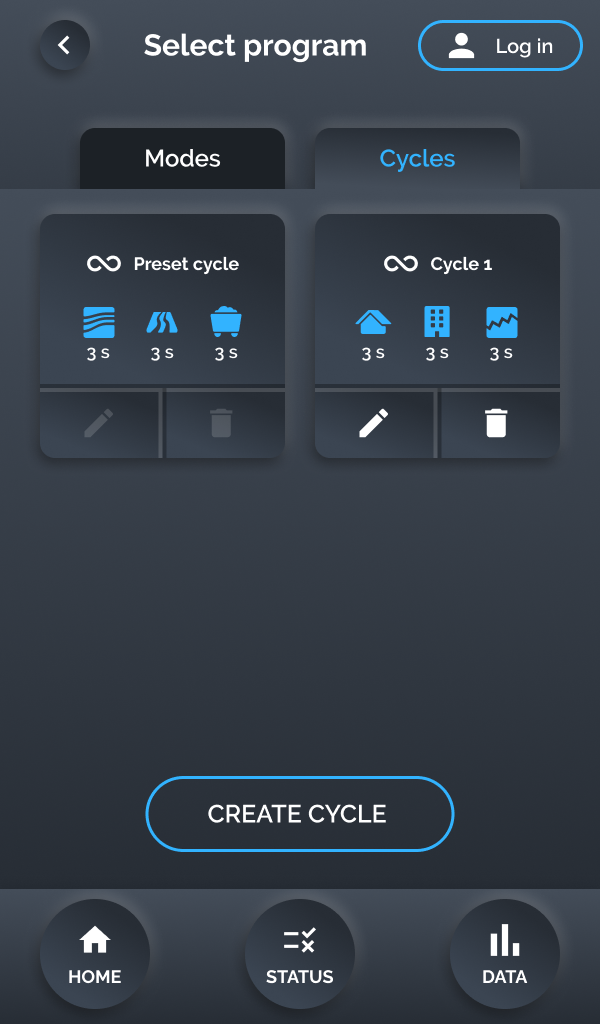 Select program
Log in
Modes
Cycles
Preset cycle
3 s
3 s
3 s
Cycle 1
3 s
3 s
3 s
CREATE CYCLE
HOME
STATUS
DATA